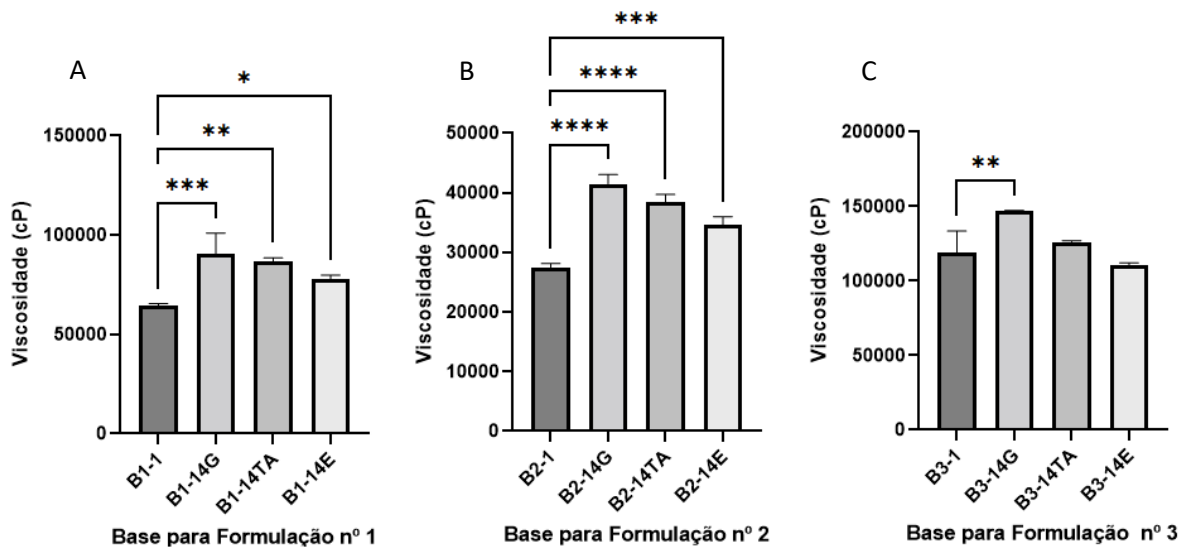 A
Viscosidade (cP)
150000
100000
50000
0
*
**
***
B1-1
B1-14G
B1-14TA
B1-14E
Base para Formulação nº 1
B
Viscosidade (cP)
50000
40000
30000
20000
10000
0
***
****
****
B2-1
B2-14G
B2-14TA
B2-14E
Base para Formulação nº 2
C
Viscosidade (cP)
200000
150000
100000
50000
0
**
B3-1
B3-14G
B3-14TA
B3-14E
Base para Formulação nº 3